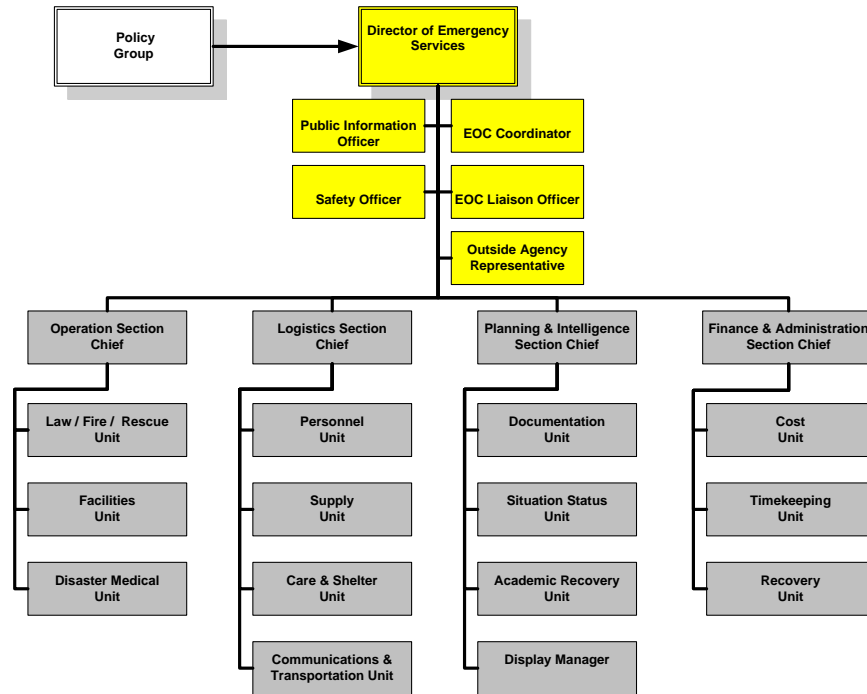 Policy
Group
Director of Emergency
Services
Public Information
Officer
EOC Coordinator
Safety Officer
EOC Liaison Officer
Outside Agency
Representative
Operation Section
Chief
Logistics Section
Chief
Planning & Intelligence
Section Chief
Finance & Administration
Section Chief
Law / Fire / Rescue
Unit
Personnel
Unit
Documentation
Unit
Cost
Unit
Facilities
Unit
Supply
Unit
Situation Status
Unit
Timekeeping
Unit
Disaster Medical
Unit
Care & Shelter
Unit
Academic Recovery
Unit
Recovery
Unit
Communications &
Transportation Unit
Display Manager